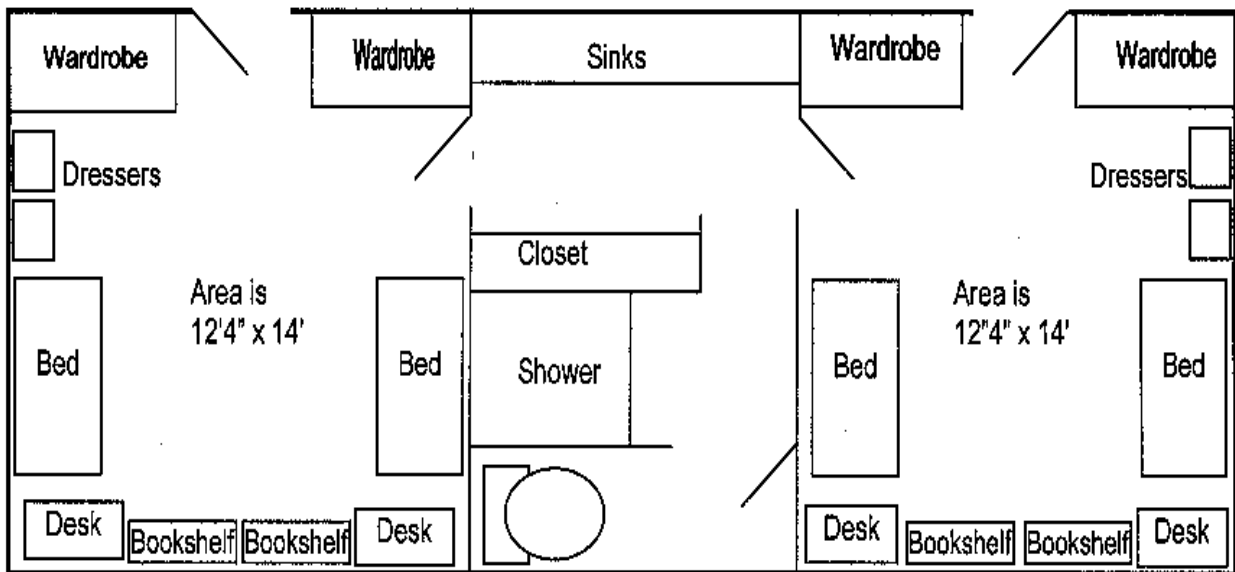 Wardrobe
Wardrobe
Sinks
Wardrobe
Wardrobe
Dressers
Dressers
Closet
Area is
12'4" x 14'
Area is
12"4" x 14'
Bed
Bed
Shower
Bed
Bed
Desk
Bookshelf
Bookshelf
Desk
Desk
Bookshelf
Bookshelf
Desk